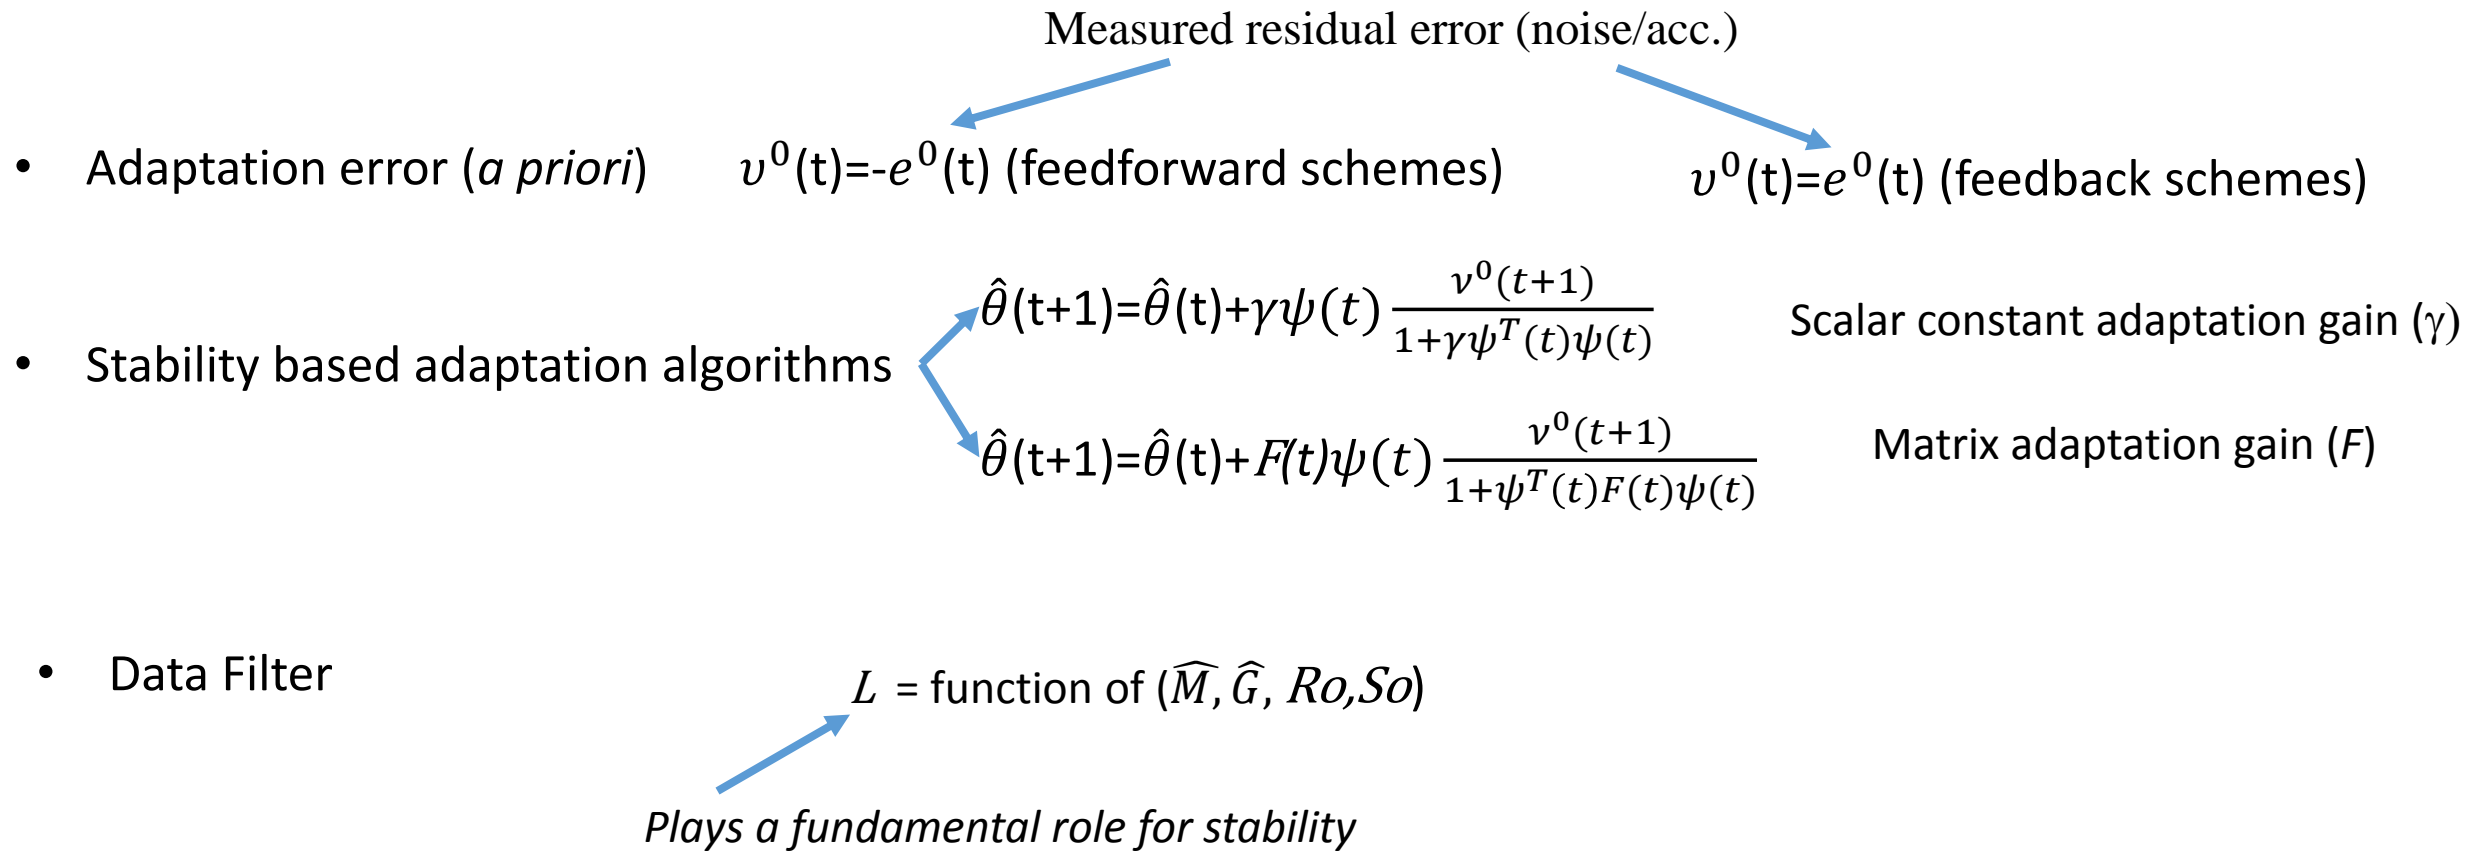 Measured residual error (noise/acc.)
• Adaptation error (a priori) υ⁰(t)=-e⁰(t) (feedforward schemes) υ⁰(t)=e⁰(t) (feedback schemes)
θ̂(t+1)=θ̂(t)+γψ(t) ν⁰(t+1) / 1+γψᵀ(t)ψ(t) Scalar constant adaptation gain (γ)
• Stability based adaptation algorithms
θ̂(t+1)=θ̂(t)+F(t)ψ(t) ν⁰(t+1) / 1+ψᵀ(t)F(t)ψ(t) Matrix adaptation gain (F)
• Data Filter L = function of (M̂, Ĝ, Ro,So)
Plays a fundamental role for stability